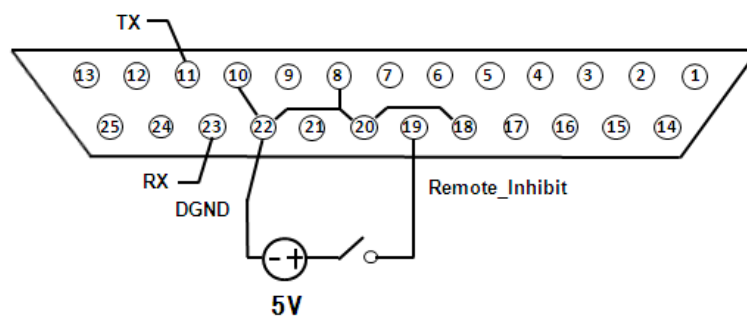 TX
13 12 11 10 9 8 7 6 5 4 3 2 1
25 24 23 22 21 20 19 18 17 16 15 14
RX
DGND
Remote_Inhibit
- +
5V